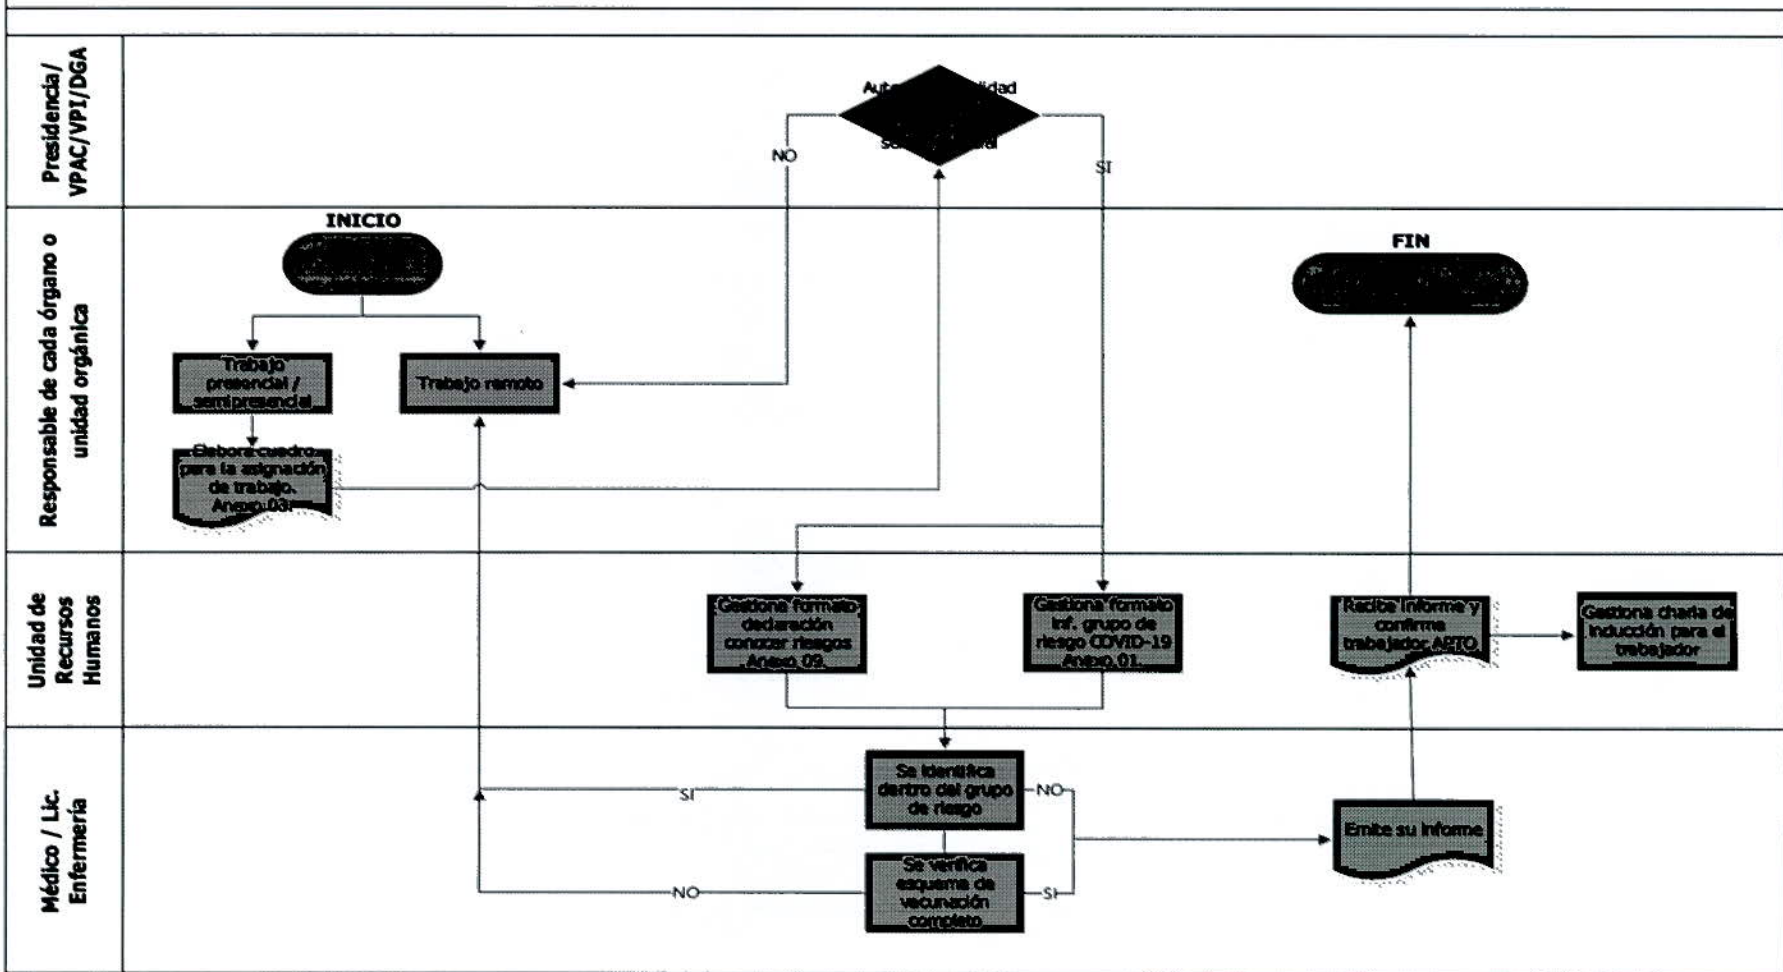 Presidencia/
VPAC/VPI/DGA
NO
SI
Responsable de cada órgano o
unidad orgánica
INICIO
FIN
Trabajo
presencial /
semipresencial
Trabajo remoto
Elabora cuadro
para la asignación
de trabajo.
Anexo 03.
Unidad de
Recursos
Humanos
Gestiona formato
declaración
conocer riesgos
Anexo 09.
Gestiona formato
inf. grupo de
riesgo COVID-19
Anexo 01.
Recibe informe y
confirma
trabajador APTO
Gestiona charla de
inducción para el
trabajador
Médico / Lic.
Enfermería
Se identifica
dentro del grupo
de riesgo
SI
NO
Se verifica
esquema de
vacunación
completo
NO
SI
Emite su informe